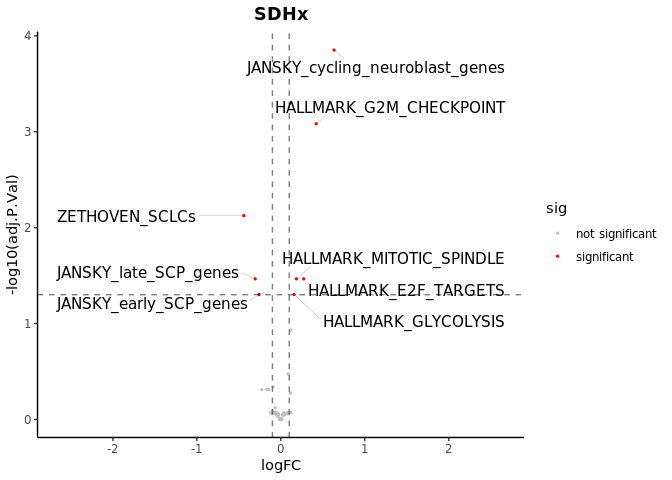 SDHx
4
JANSKY_cycling_neuroblast_genes
HALLMARK_G2M_CHECKPOINT
3
ZETHOVEN_SCLCs
2
HALLMARK_MITOTIC_SPINDLE
JANSKY_late_SCP_genes
HALLMARK_E2F_TARGETS
JANSKY_early_SCP_genes
HALLMARK_GLYCOLYSIS
1
0
-log10(adj.P.Val)
-2 -1 0 1 2
logFC
sig
not significant
significant